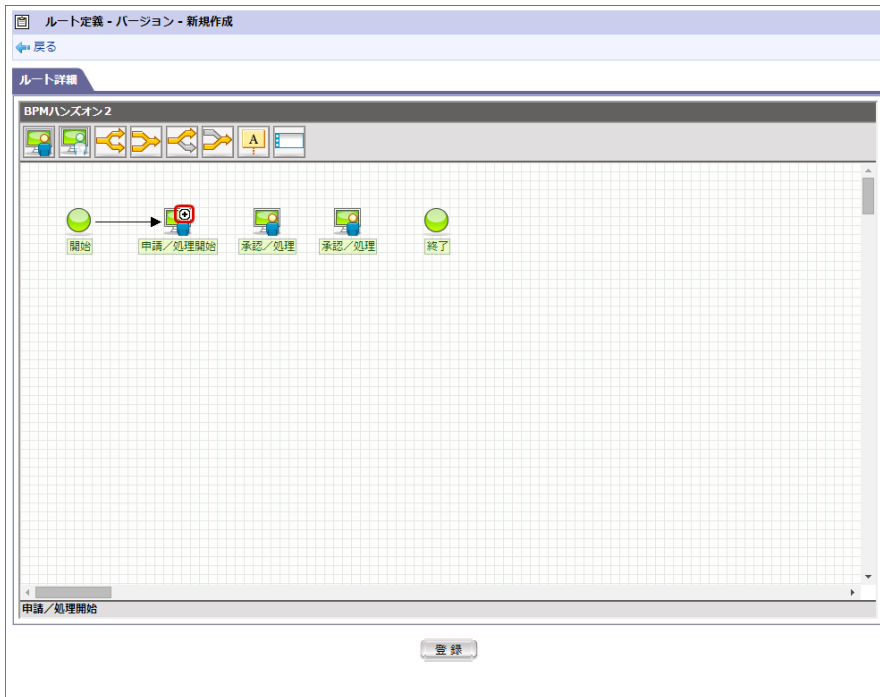 ルート定義 - バージョン - 新規作成
戻る
ルート詳細
BPMハンズオン2
A
開始 申請／処理開始 承認／処理 承認／処理 終了
申請／処理開始
登録